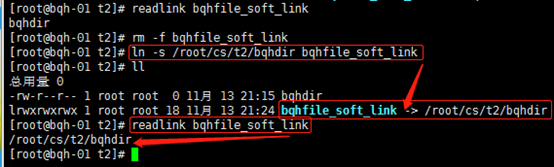 [root@bqh-01 t2]# readlink bqhfile_soft_link
bqhdir
[root@bqh-01 t2]# rm -f bqhfile_soft_link
[root@bqh-01 t2]# ln -s /root/cs/t2/bqhdir bqhfile_soft_link
[root@bqh-01 t2]# ll
总用量 0
-rw-r--r-- 1 root root  0 11月 13 21:15 bqhdir
lrwxrwxrwx 1 root root 18 11月 13 21:24 bqhfile_soft_link -> /root/cs/t2/bqhdir
[root@bqh-01 t2]# readlink bqhfile_soft_link
/root/cs/t2/bqhdir
[root@bqh-01 t2]#